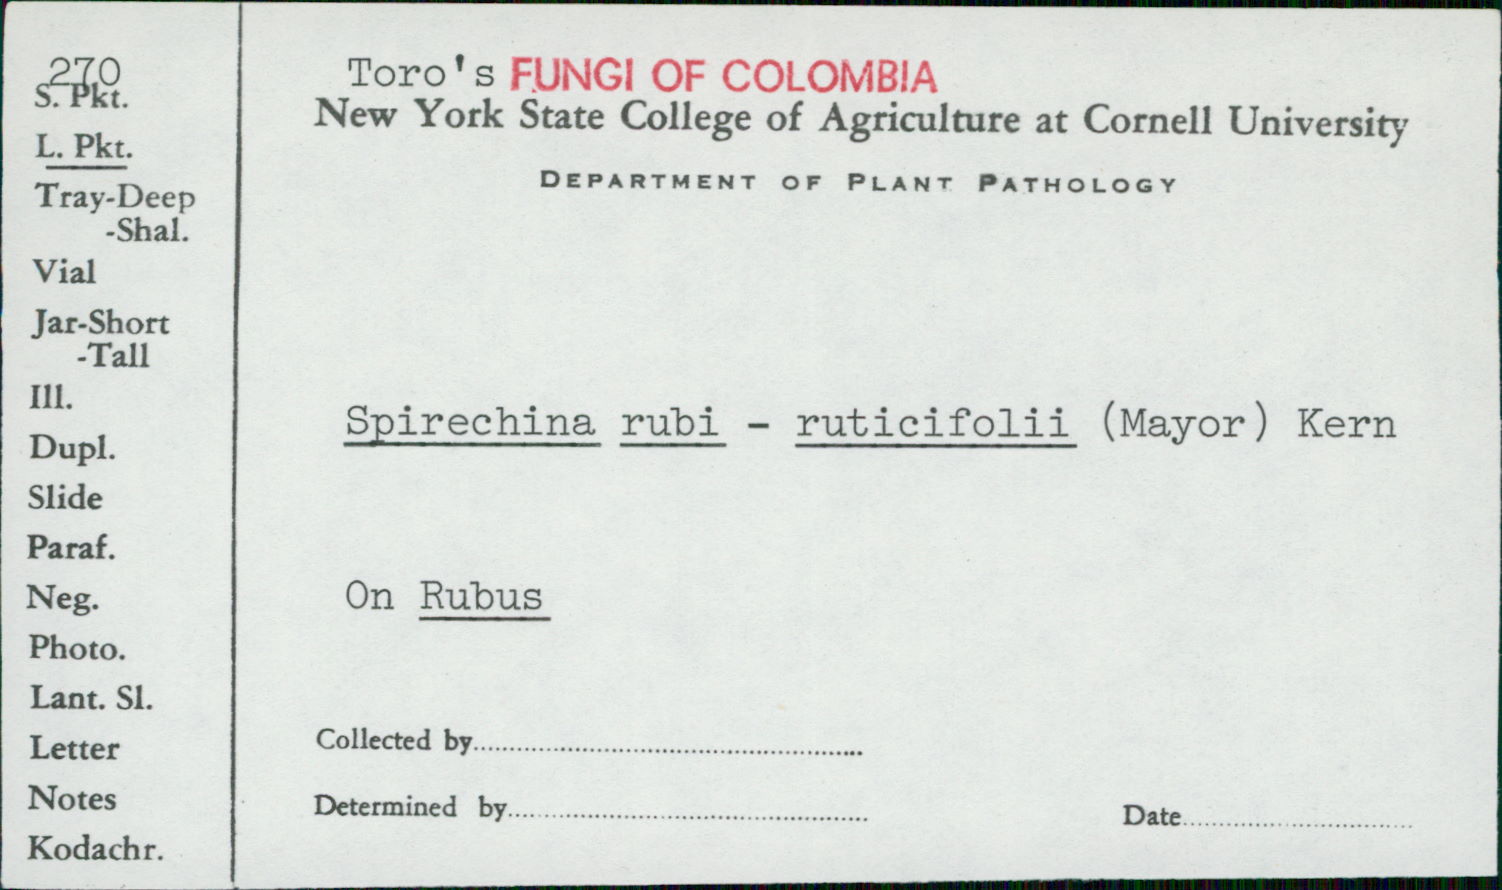 270
S. Pkt.
L. Pkt.
Tray-Deep
-Shal.
Vial
Jar-Short
-Tall
Ill.
Dupl.
Slide
Paraf.
Neg.
Photo.
Lant. Sl.
Letter
Notes
Kodachr.
Toro's FUNGI OF COLOMBIA
New York State College of Agriculture at Cornell University
DEPARTMENT OF PLANT PATHOLOGY
Spirechina rubi - ruticifolii (Mayor) Kern
On Rubus
Collected by
Determined by
Date